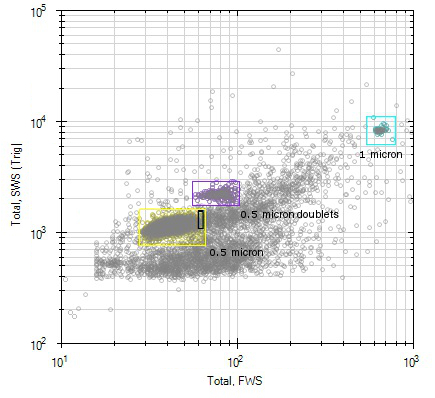 10⁵
Total, SWS [Trig]
10⁴
1 micron
0.5 micron doublets
10³
0.5 micron
10²
10¹ 10² 10³
Total, FWS